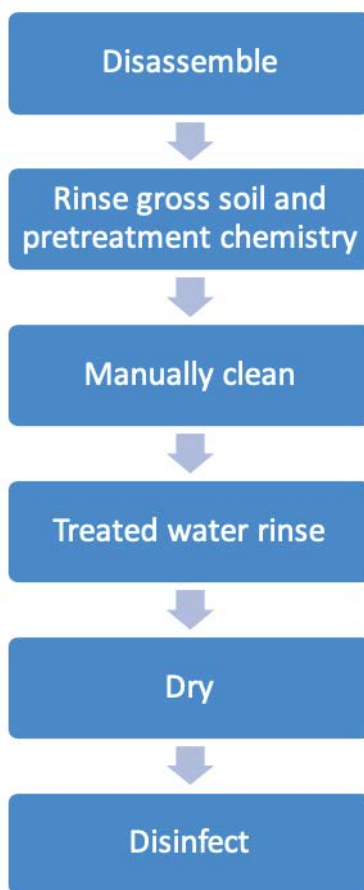 Disassemble
Rinse gross soil and
pretreatment chemistry
Manually clean
Treated water rinse
Dry
Disinfect